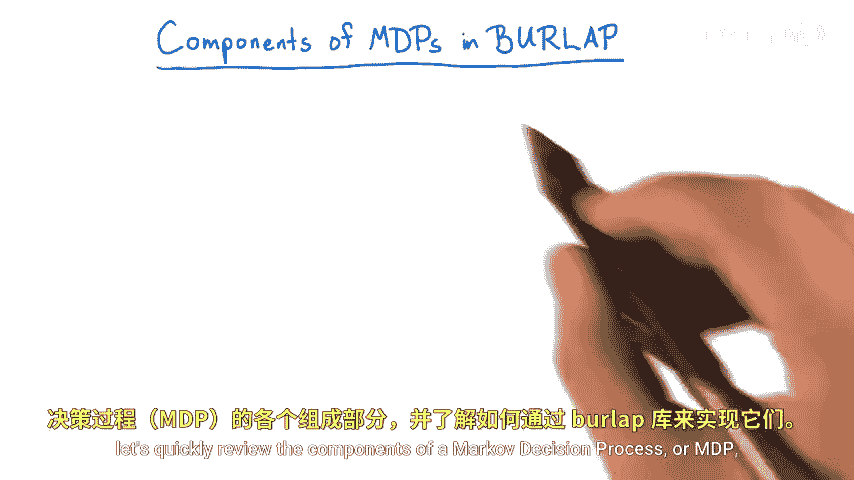 Components of MDPs in BURLAP
决策过程（MDP）的各个组成部分，并了解如何通过 burlap 库来实现它们。
let's quickly review the components of a Markov Decision Process, or MDP,